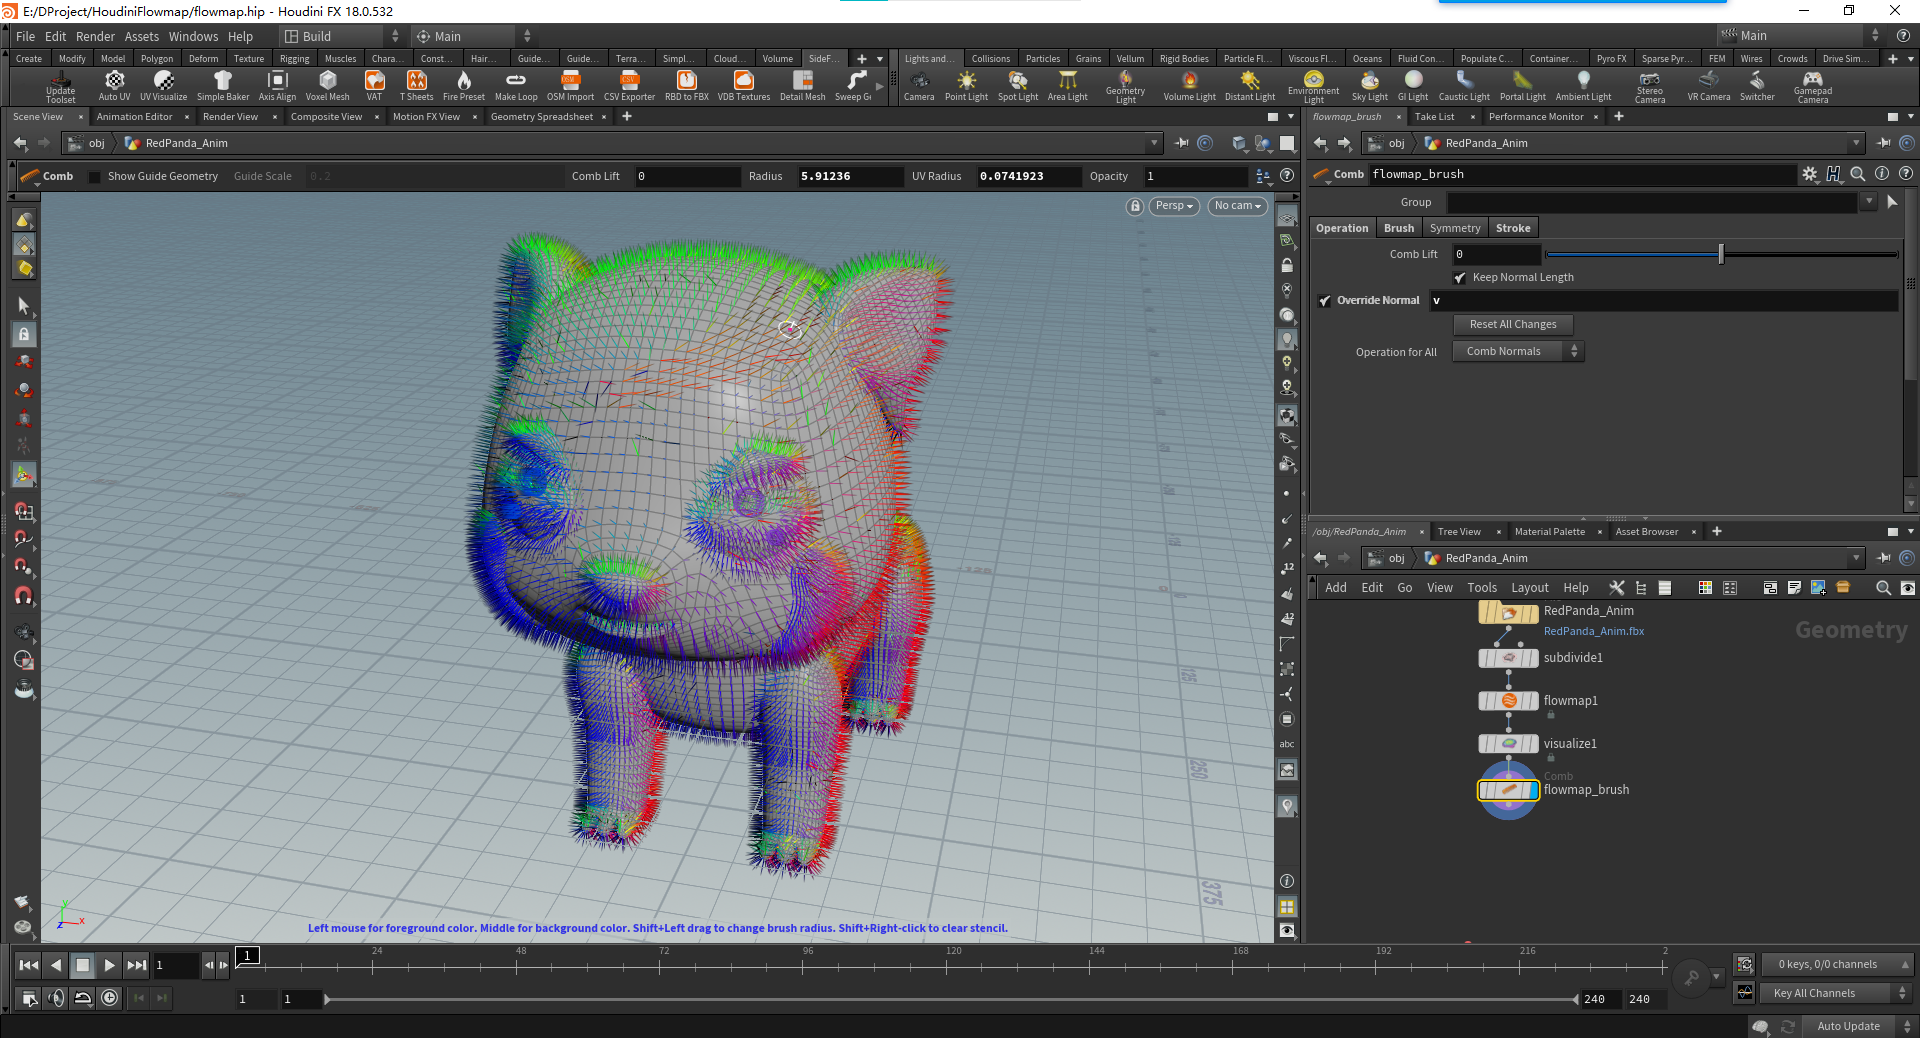 E:/DProject/HoudiniFlowmap/flowmap.hip - Houdini FX 18.0.532
File Edit Render Assets Windows Help Build Main Main
Create Modify Model Polygon Deform Texture Rigging Muscles Chara... Const... Hair... Guide... Guide... Terra... Simpl... Cloud... Volume SideF...
Lights and... Collisions Particles Grains Vellum Rigid Bodies Particle Fl... Viscous Fl... Oceans Fluid Con... Populate C... Container... Pyro FX Sparse Pyr... FEM Wires Crowds Drive Sim...
Update Toolset Auto UV UV Visualize Simple Baker Axis Align Voxel Mesh VAT T Sheets Fire Preset Make Loop OSM Import CSV Exporter RBD to FBX VDB Textures Detail Mesh Sweep Ge
Camera Point Light Spot Light Area Light Geometry Light Volume Light Distant Light Environment Light Sky Light GI Light Caustic Light Portal Light Ambient Light Stereo Camera VR Camera Switcher Gamepad Camera
Scene View Animation Editor Render View Composite View Motion FX View Geometry Spreadsheet
obj RedPanda_Anim
Comb Show Guide Geometry Guide Scale 0.2 Comb Lift 0 Radius 5.91236 UV Radius 0.0741923 Opacity 1
Persp No cam
abc
Left mouse for foreground color. Middle for background color. Shift+Left drag to change brush radius. Shift+Right-click to clear stencil.
y
x
z
125
250
375
flowmap_brush Take List Performance Monitor
obj RedPanda_Anim
Comb flowmap_brush
Group
Operation Brush Symmetry Stroke
Comb Lift 0
Keep Normal Length
Override Normal v
Reset All Changes
Operation for All Comb Normals
/obj/RedPanda_Anim Tree View Material Palette Asset Browser
obj RedPanda_Anim
Add Edit Go View Tools Layout Help
Geometry
RedPanda_Anim
RedPanda_Anim.fbx
subdivide1
flowmap1
visualize1
Comb
flowmap_brush
1 1 24 48 72 96 120 144 168 192 216 2
0 keys, 0/0 channels
1 1 240 240
Key All Channels
Auto Update